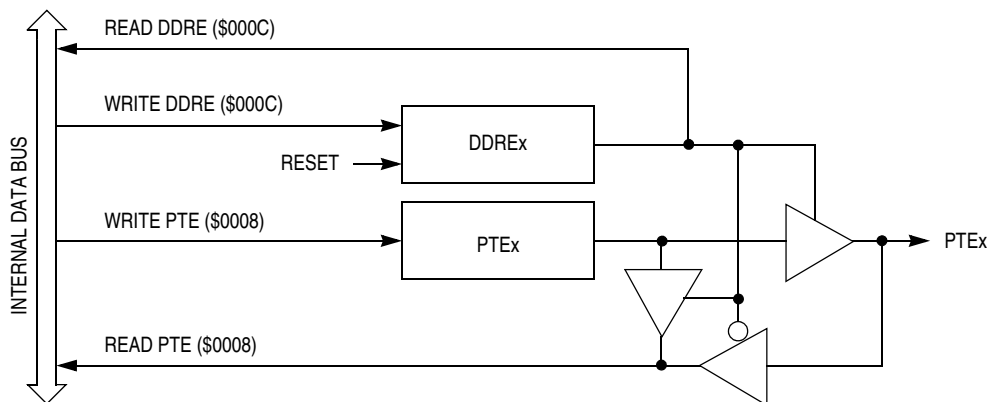 READ DDRE ($000C)
WRITE DDRE ($000C)
DDREx
RESET
INTERNAL DATA BUS
WRITE PTE ($0008)
PTEx
PTEx
READ PTE ($0008)